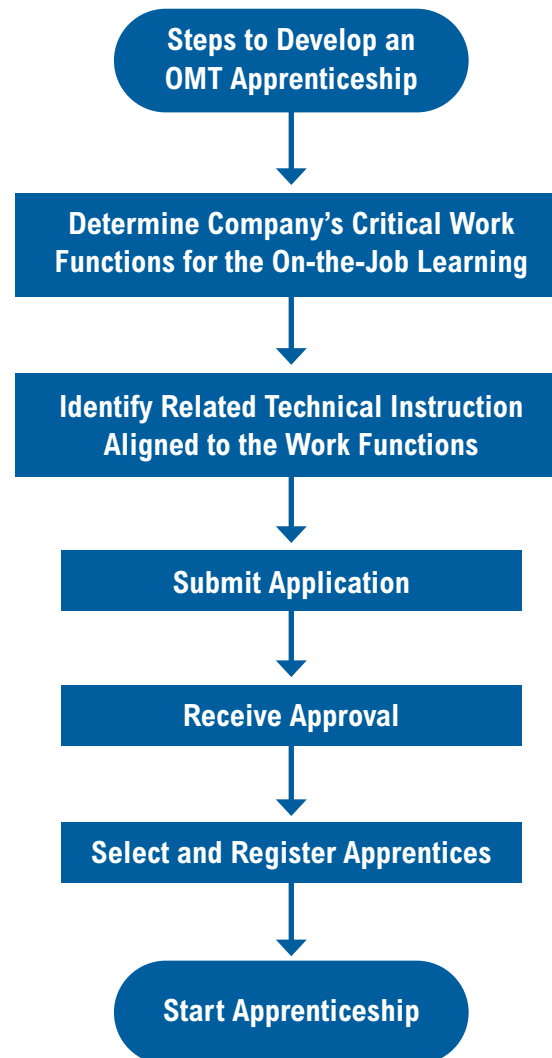 Steps to Develop an
OMT Apprenticeship
Determine Company’s Critical Work
Functions for the On-the-Job Learning
Identify Related Technical Instruction
Aligned to the Work Functions
Submit Application
Receive Approval
Select and Register Apprentices
Start Apprenticeship